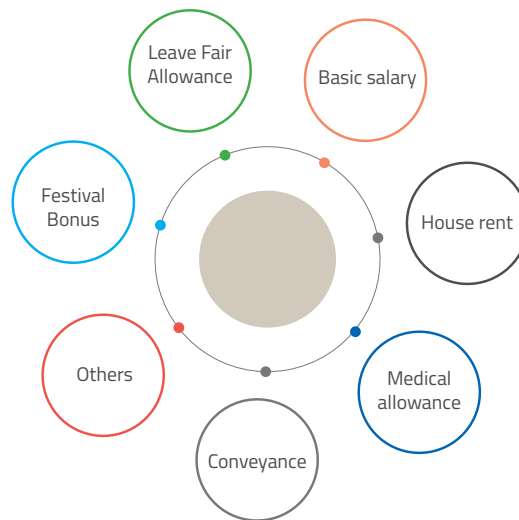 Leave Fair
Allowance
Basic salary
Festival
Bonus
House rent
Others
Medical
allowance
Conveyance